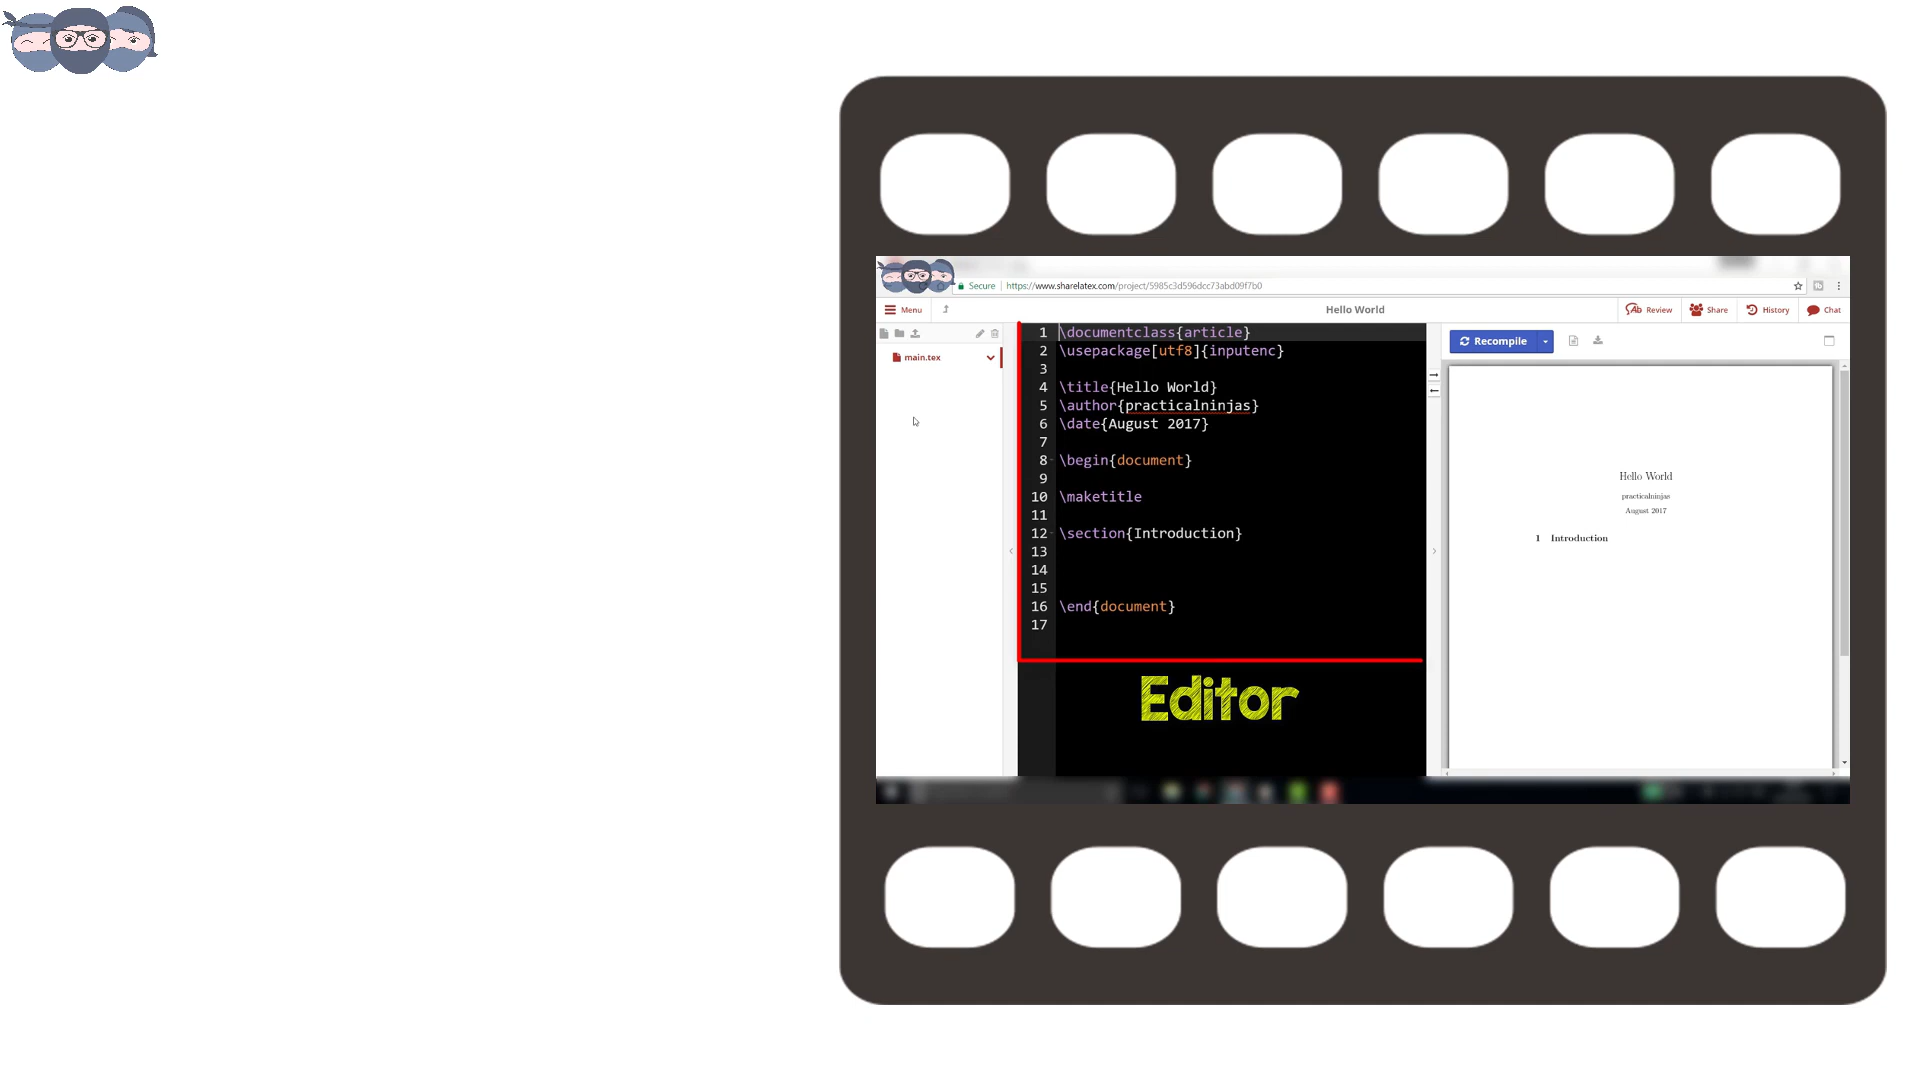 Secure https://www.sharelatex.com/project/5985c3d596dcc73abd09f7b0
Menu
Hello World
Review
Share
History
Chat
main.tex
1 \documentclass{article}
2 \usepackage[utf8]{inputenc}
3
4 \title{Hello World}
5 \author{practicalninjas}
6 \date{August 2017}
7
8 \begin{document}
9
10 \maketitle
11
12 \section{Introduction}
13
14
15
16 \end{document}
17
Editor
Recompile
Hello World
practicalninjas
August 2017
1 Introduction